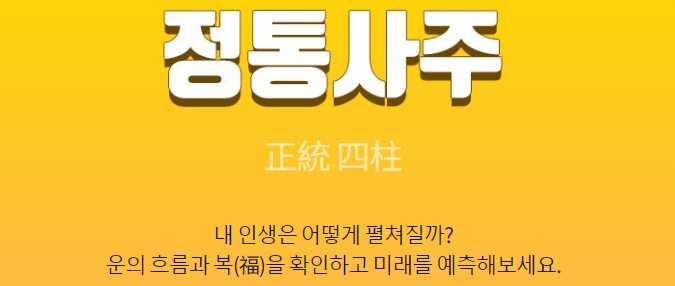 정통사주
正統 四柱
내 인생은 어떻게 펼쳐질까?
운의 흐름과 복(福)을 확인하고 미래를 예측해보세요.